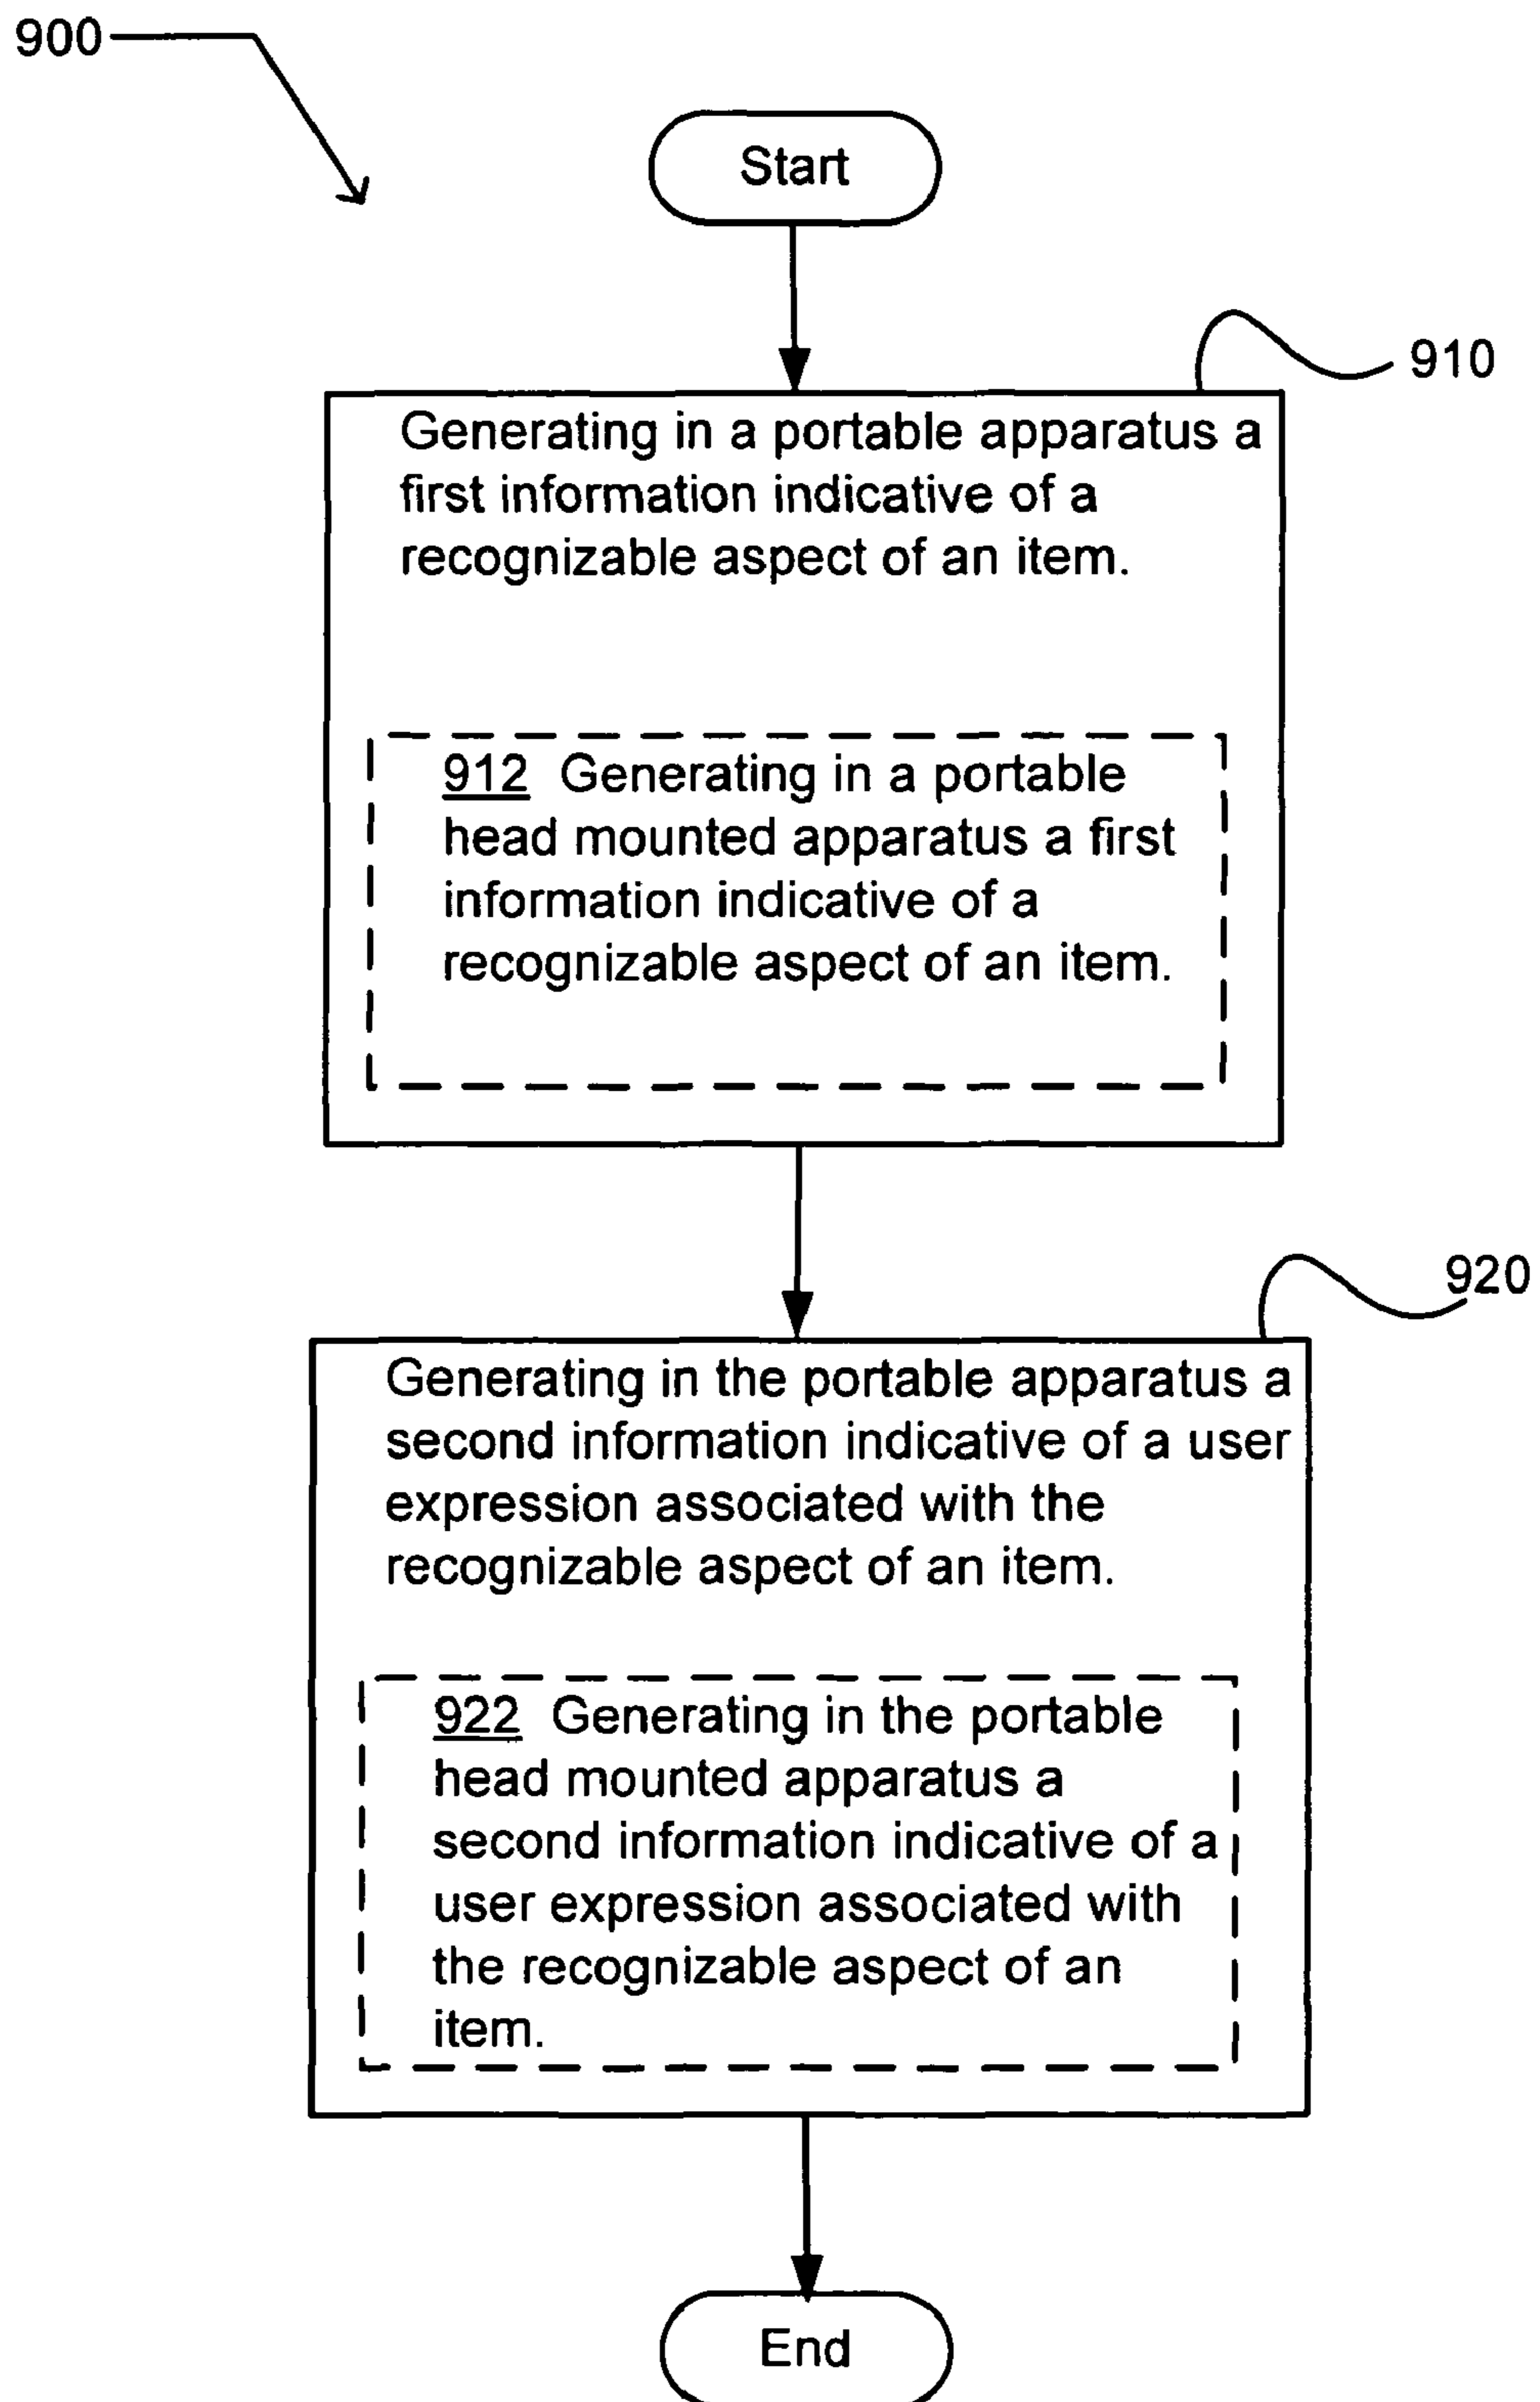 900
Start
910
Generating in a portable apparatus a
first information indicative of a
recognizable aspect of an item.
912 Generating in a portable
head mounted apparatus a first
information indicative of a
recognizable aspect of an item.
920
Generating in the portable apparatus a
second information indicative of a user
expression associated with the
recognizable aspect of an item.
922 Generating in the portable
head mounted apparatus a
second information indicative of a
user expression associated with
the recognizable aspect of an
item.
End